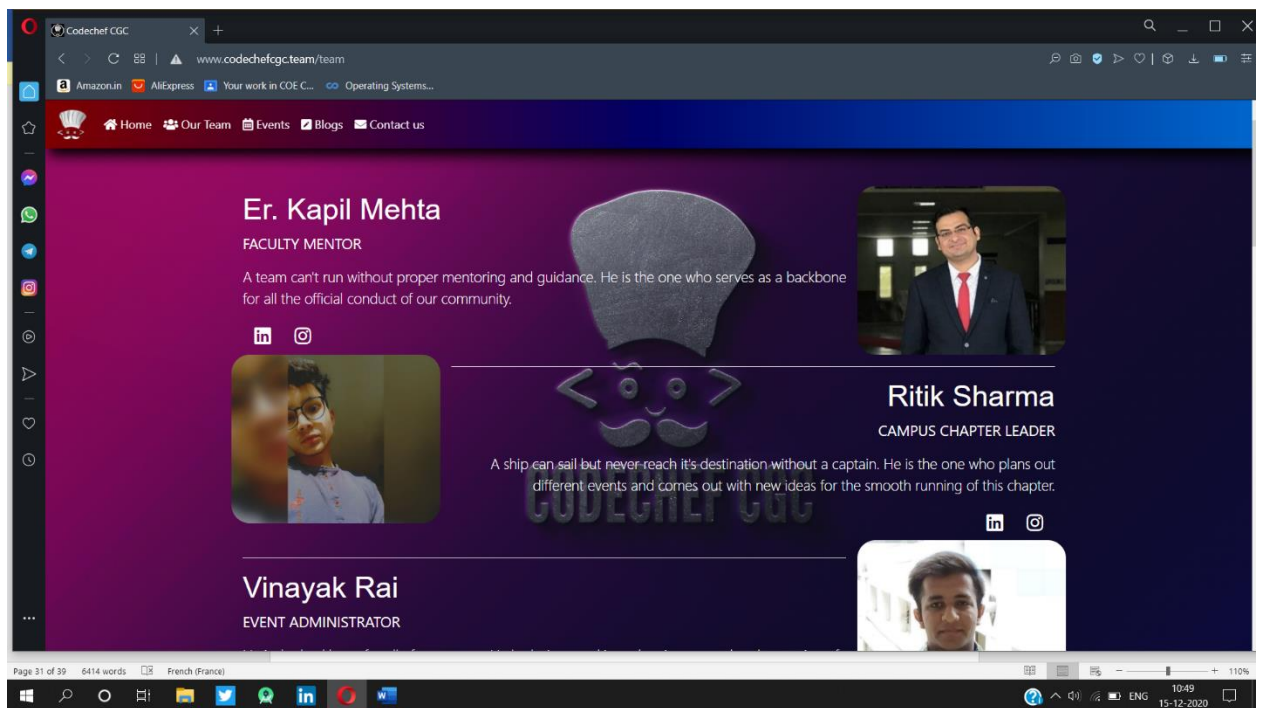 Codechef CGC
www.codechefcgc.team/team
Amazon.in AliExpress Your work in COE C... Operating Systems...
Home Our Team Events Blogs Contact us
Er. Kapil Mehta
FACULTY MENTOR
A team can't run without proper mentoring and guidance. He is the one who serves as a backbone
for all the official conduct of our community.
Ritik Sharma
CAMPUS CHAPTER LEADER
A ship can sail but never reach it's destination without a captain. He is the one who plans out
different events and comes out with new ideas for the smooth running of this chapter.
CODECHEF CGC
Vinayak Rai
EVENT ADMINISTRATOR
Page 31 of 39 6414 words French (France) 110%
ENG 10:49
15-12-2020